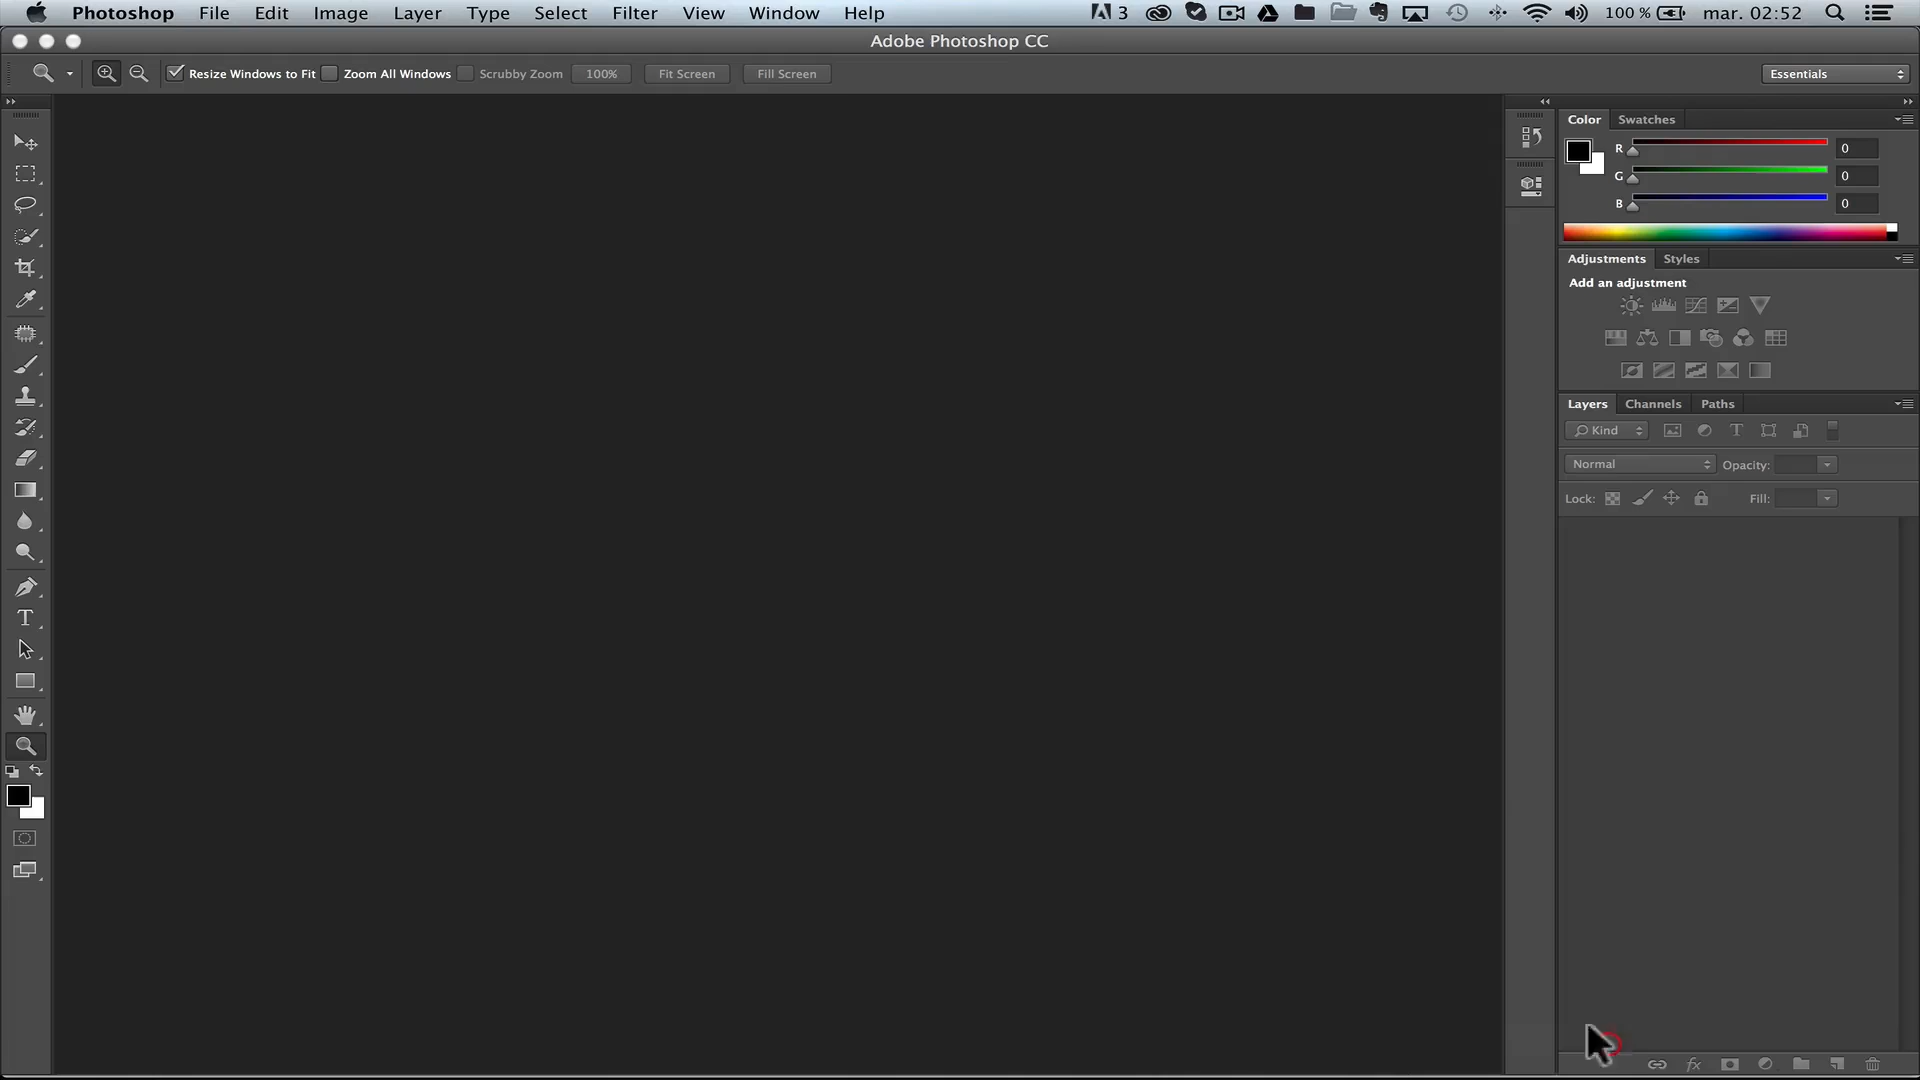 Photoshop File Edit Image Layer Type Select Filter View Window Help 3 100 % mar. 02:52
Adobe Photoshop CC
Resize Windows to Fit Zoom All Windows Scrubby Zoom 100% Fit Screen Fill Screen Essentials
Color Swatches
R 0
G 0
B 0
Adjustments Styles
Add an adjustment
Layers Channels Paths
Kind T
Normal Opacity:
Lock: Fill:
T
fx